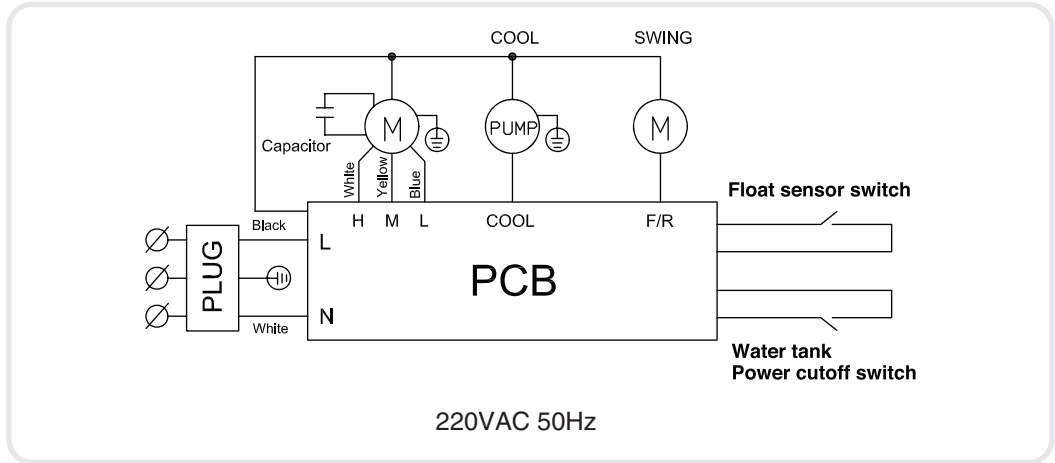 COOL
SWING
M
PUMP
M
Capacitor
White
Yellow
Blue
Float sensor switch
H
M
L
COOL
F/R
Black
L
PLUG
PCB
N
White
Water tank
Power cutoff switch
220VAC 50Hz